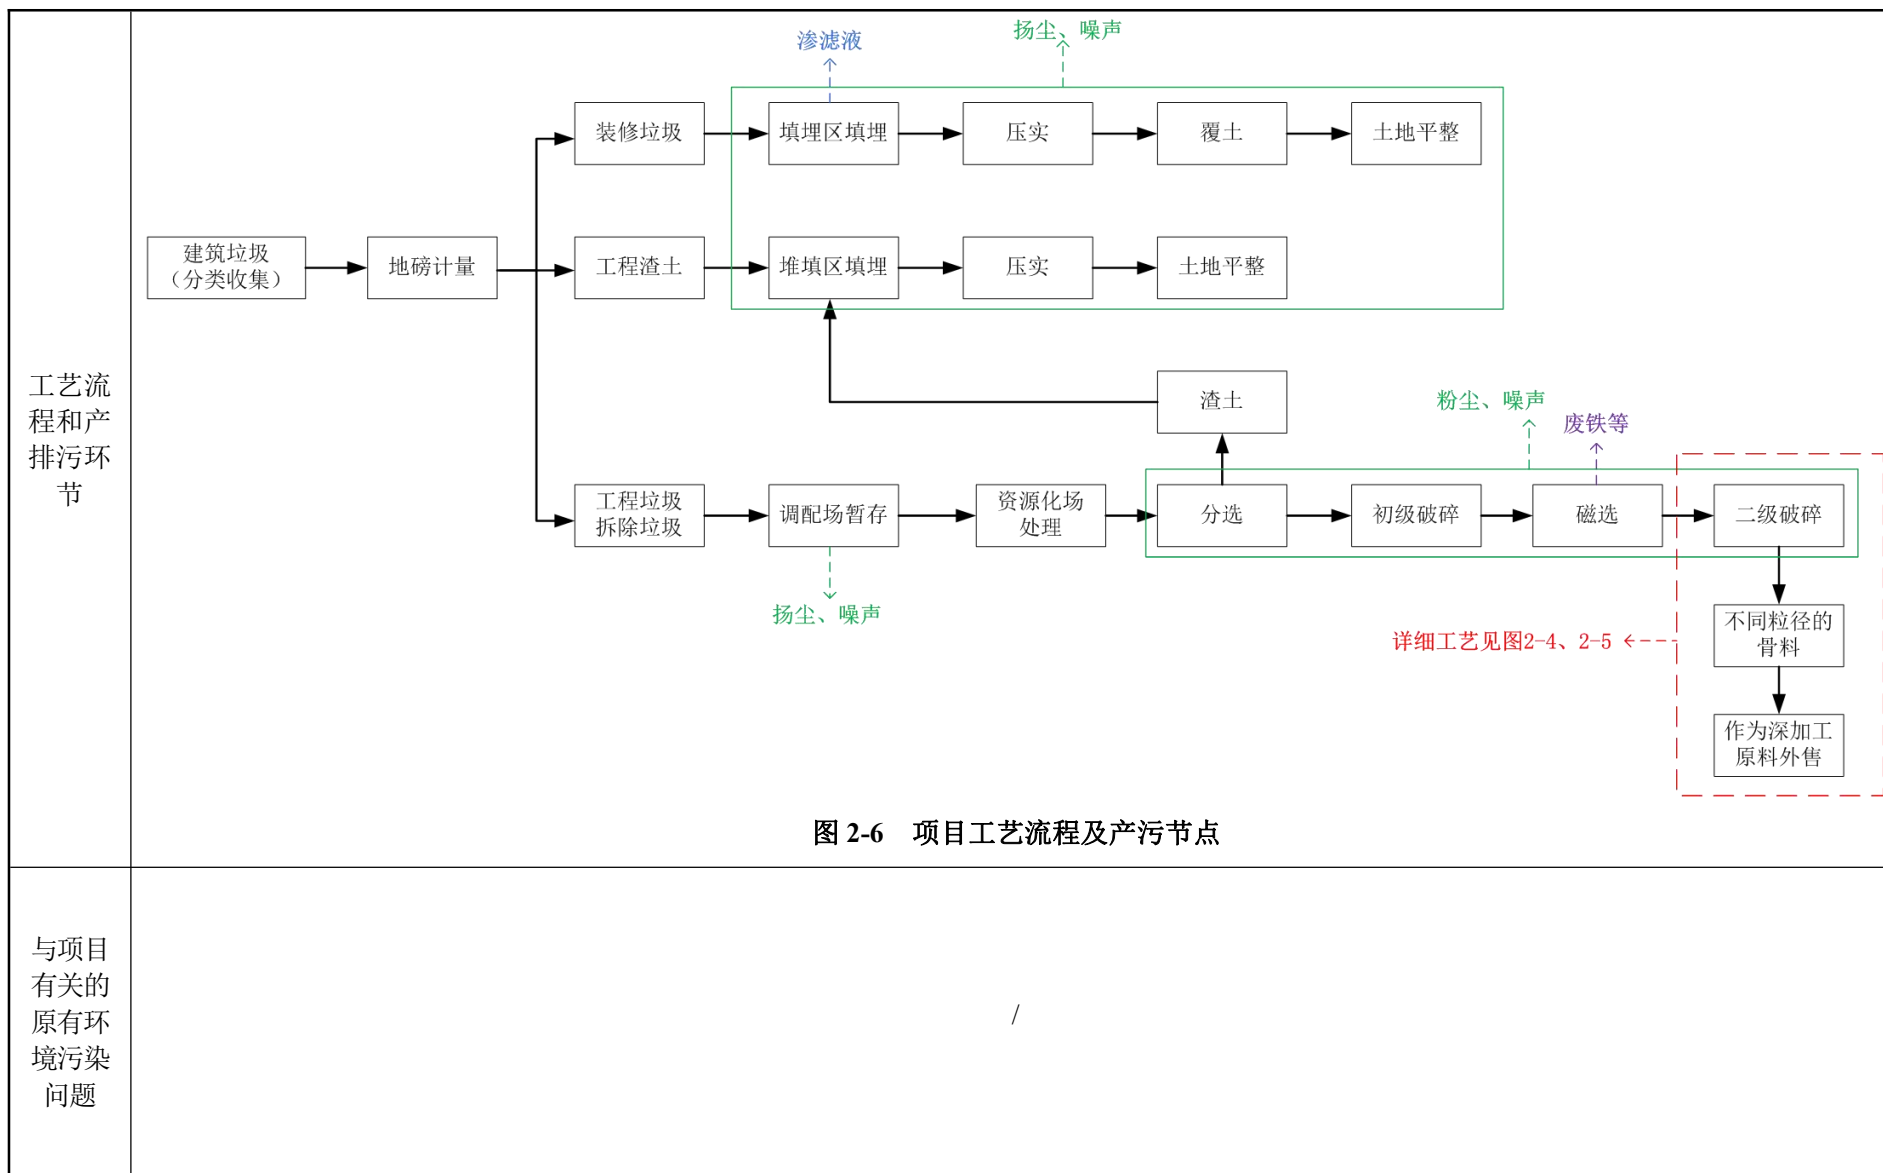 工艺流
程和产
排污环
节
渗滤液
扬尘、噪声
装修垃圾
填埋区填埋
压实
覆土
土地平整
建筑垃圾
（分类收集）
地磅计量
工程渣土
堆填区填埋
压实
土地平整
渣土
粉尘、噪声
废铁等
工程垃圾
拆除垃圾
调配场暂存
资源化场
处理
分选
初级破碎
磁选
二级破碎
扬尘、噪声
不同粒径的
骨料
详细工艺见图2-4、2-5
作为深加工
原料外售
图 2-6 项目工艺流程及产污节点
与项目
有关的
原有环
境污染
问题
/